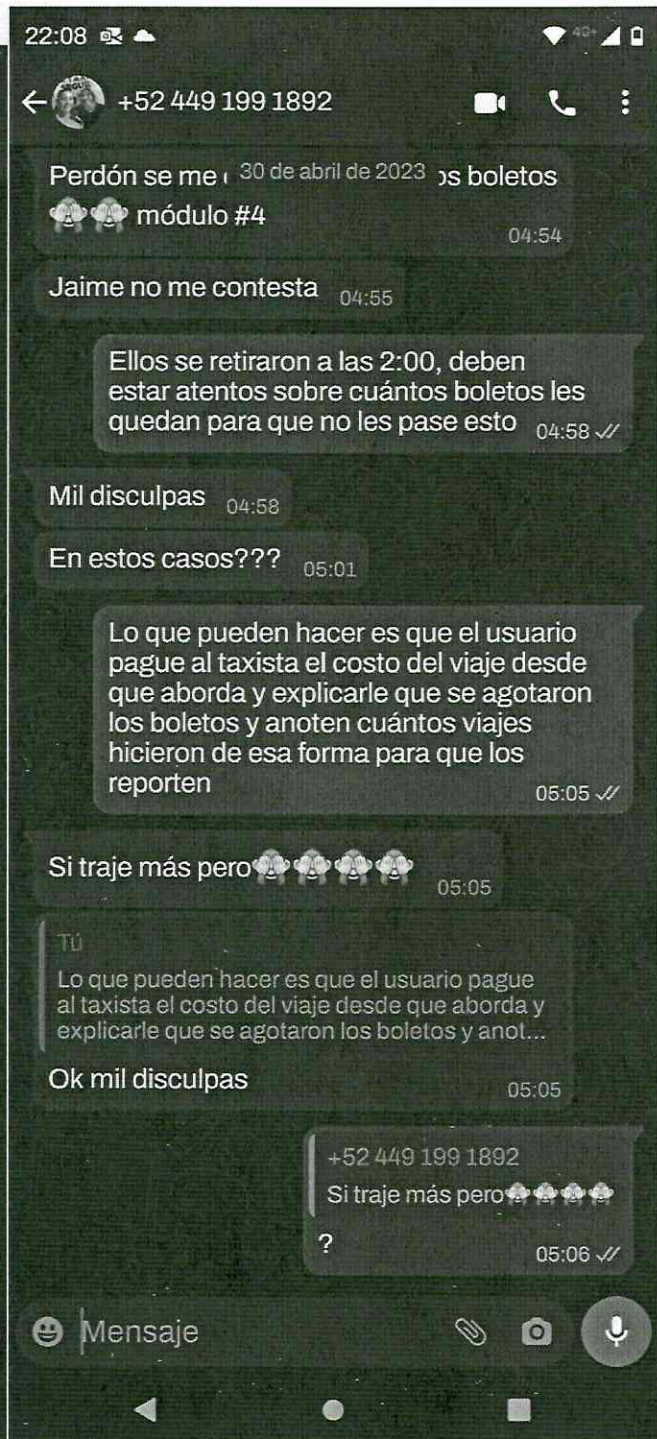 22:08
4G+
+52 449 199 1892
30 de abril de 2023
Perdón se me os boletos
🙈🙈 módulo #4
04:54
Jaime no me contesta 04:55
Ellos se retiraron a las 2:00, deben
estar atentos sobre cuántos boletos les
quedan para que no les pase esto 04:58
Mil disculpas 04:58
En estos casos??? 05:01
Lo que pueden hacer es que el usuario
pague al taxista el costo del viaje desde
que aborda y explicarle que se agotaron
los boletos y anoten cuántos viajes
hicieron de esa forma para que los
reporten
05:05
Si traje más pero🙈🙈🙈🙈 05:05
Tú
Lo que pueden hacer es que el usuario pague
al taxista el costo del viaje desde que aborda y
explicarle que se agotaron los boletos y anot...
Ok mil disculpas 05:05
+52 449 199 1892
Si traje más pero🙈🙈🙈🙈
? 05:06
Mensaje